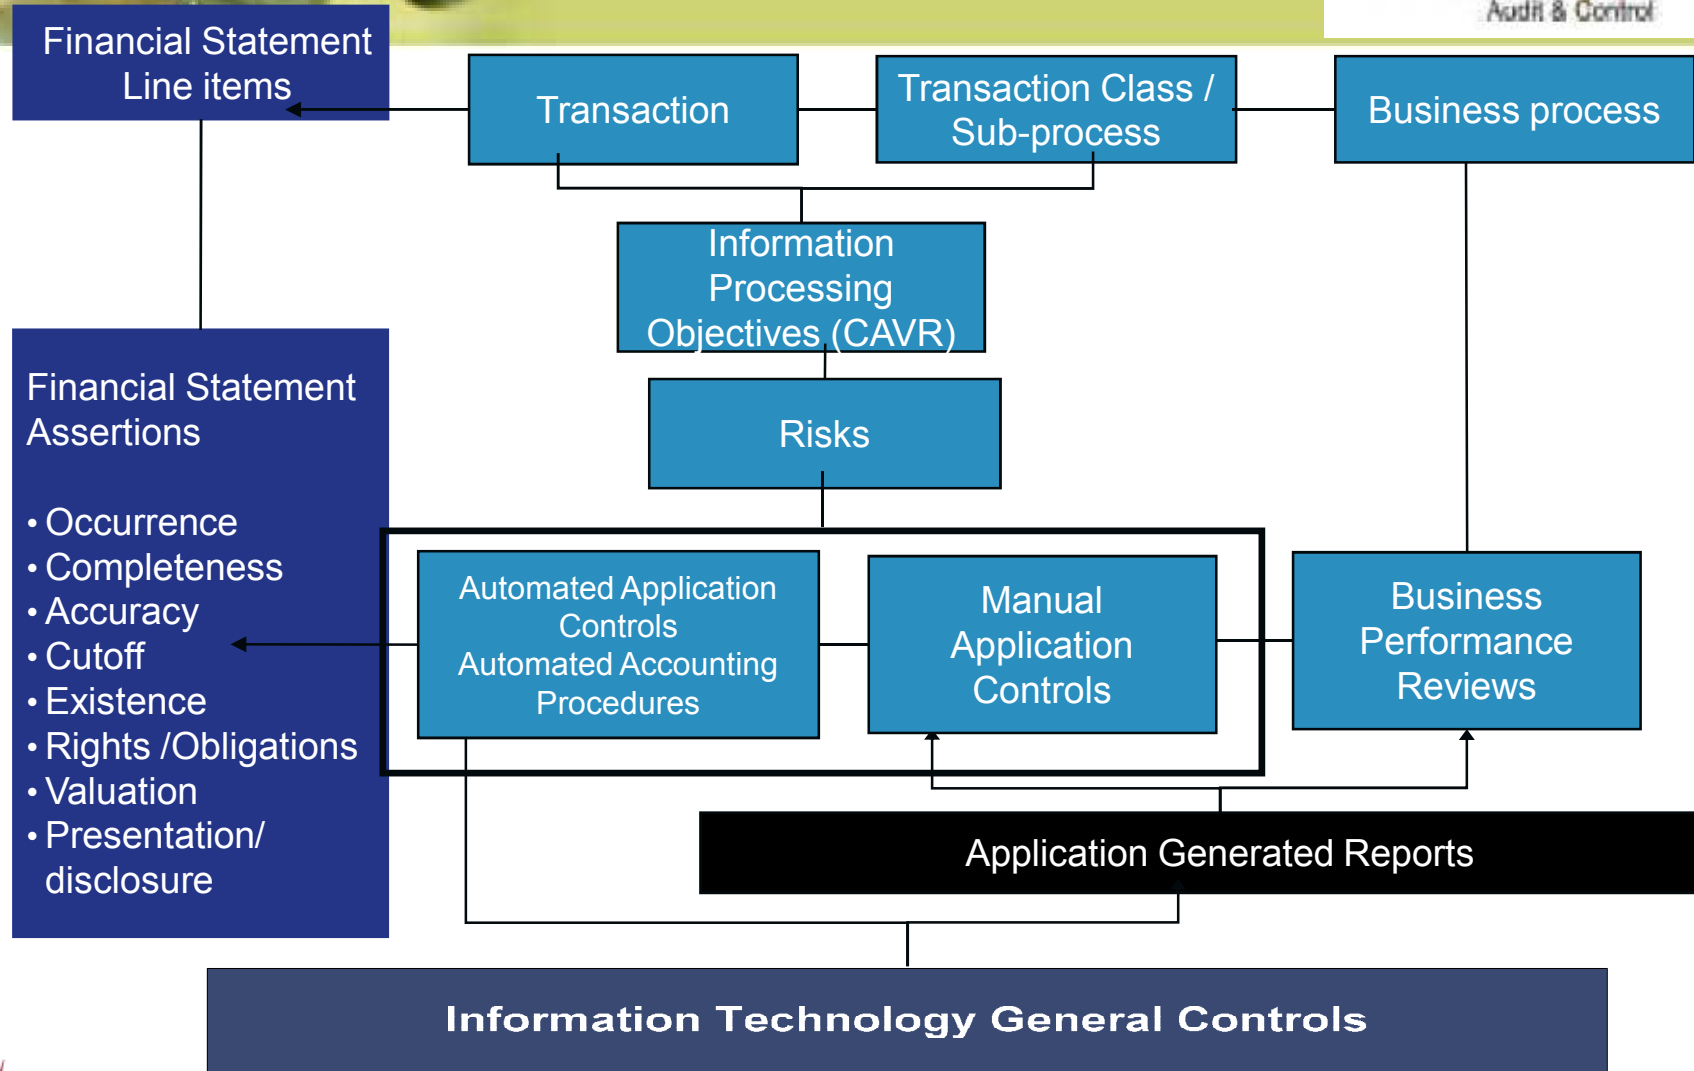 Audit & Control
Financial Statement
Line items
Transaction
Transaction Class /
Sub-process
Business process
Information
Processing
Objectives (CAVR)
Risks
Financial Statement
Assertions
• Occurrence
• Completeness
• Accuracy
• Cutoff
• Existence
• Rights /Obligations
• Valuation
• Presentation/
disclosure
Automated Application
Controls
Automated Accounting
Procedures
Manual
Application
Controls
Business
Performance
Reviews
Application Generated Reports
Information Technology General Controls